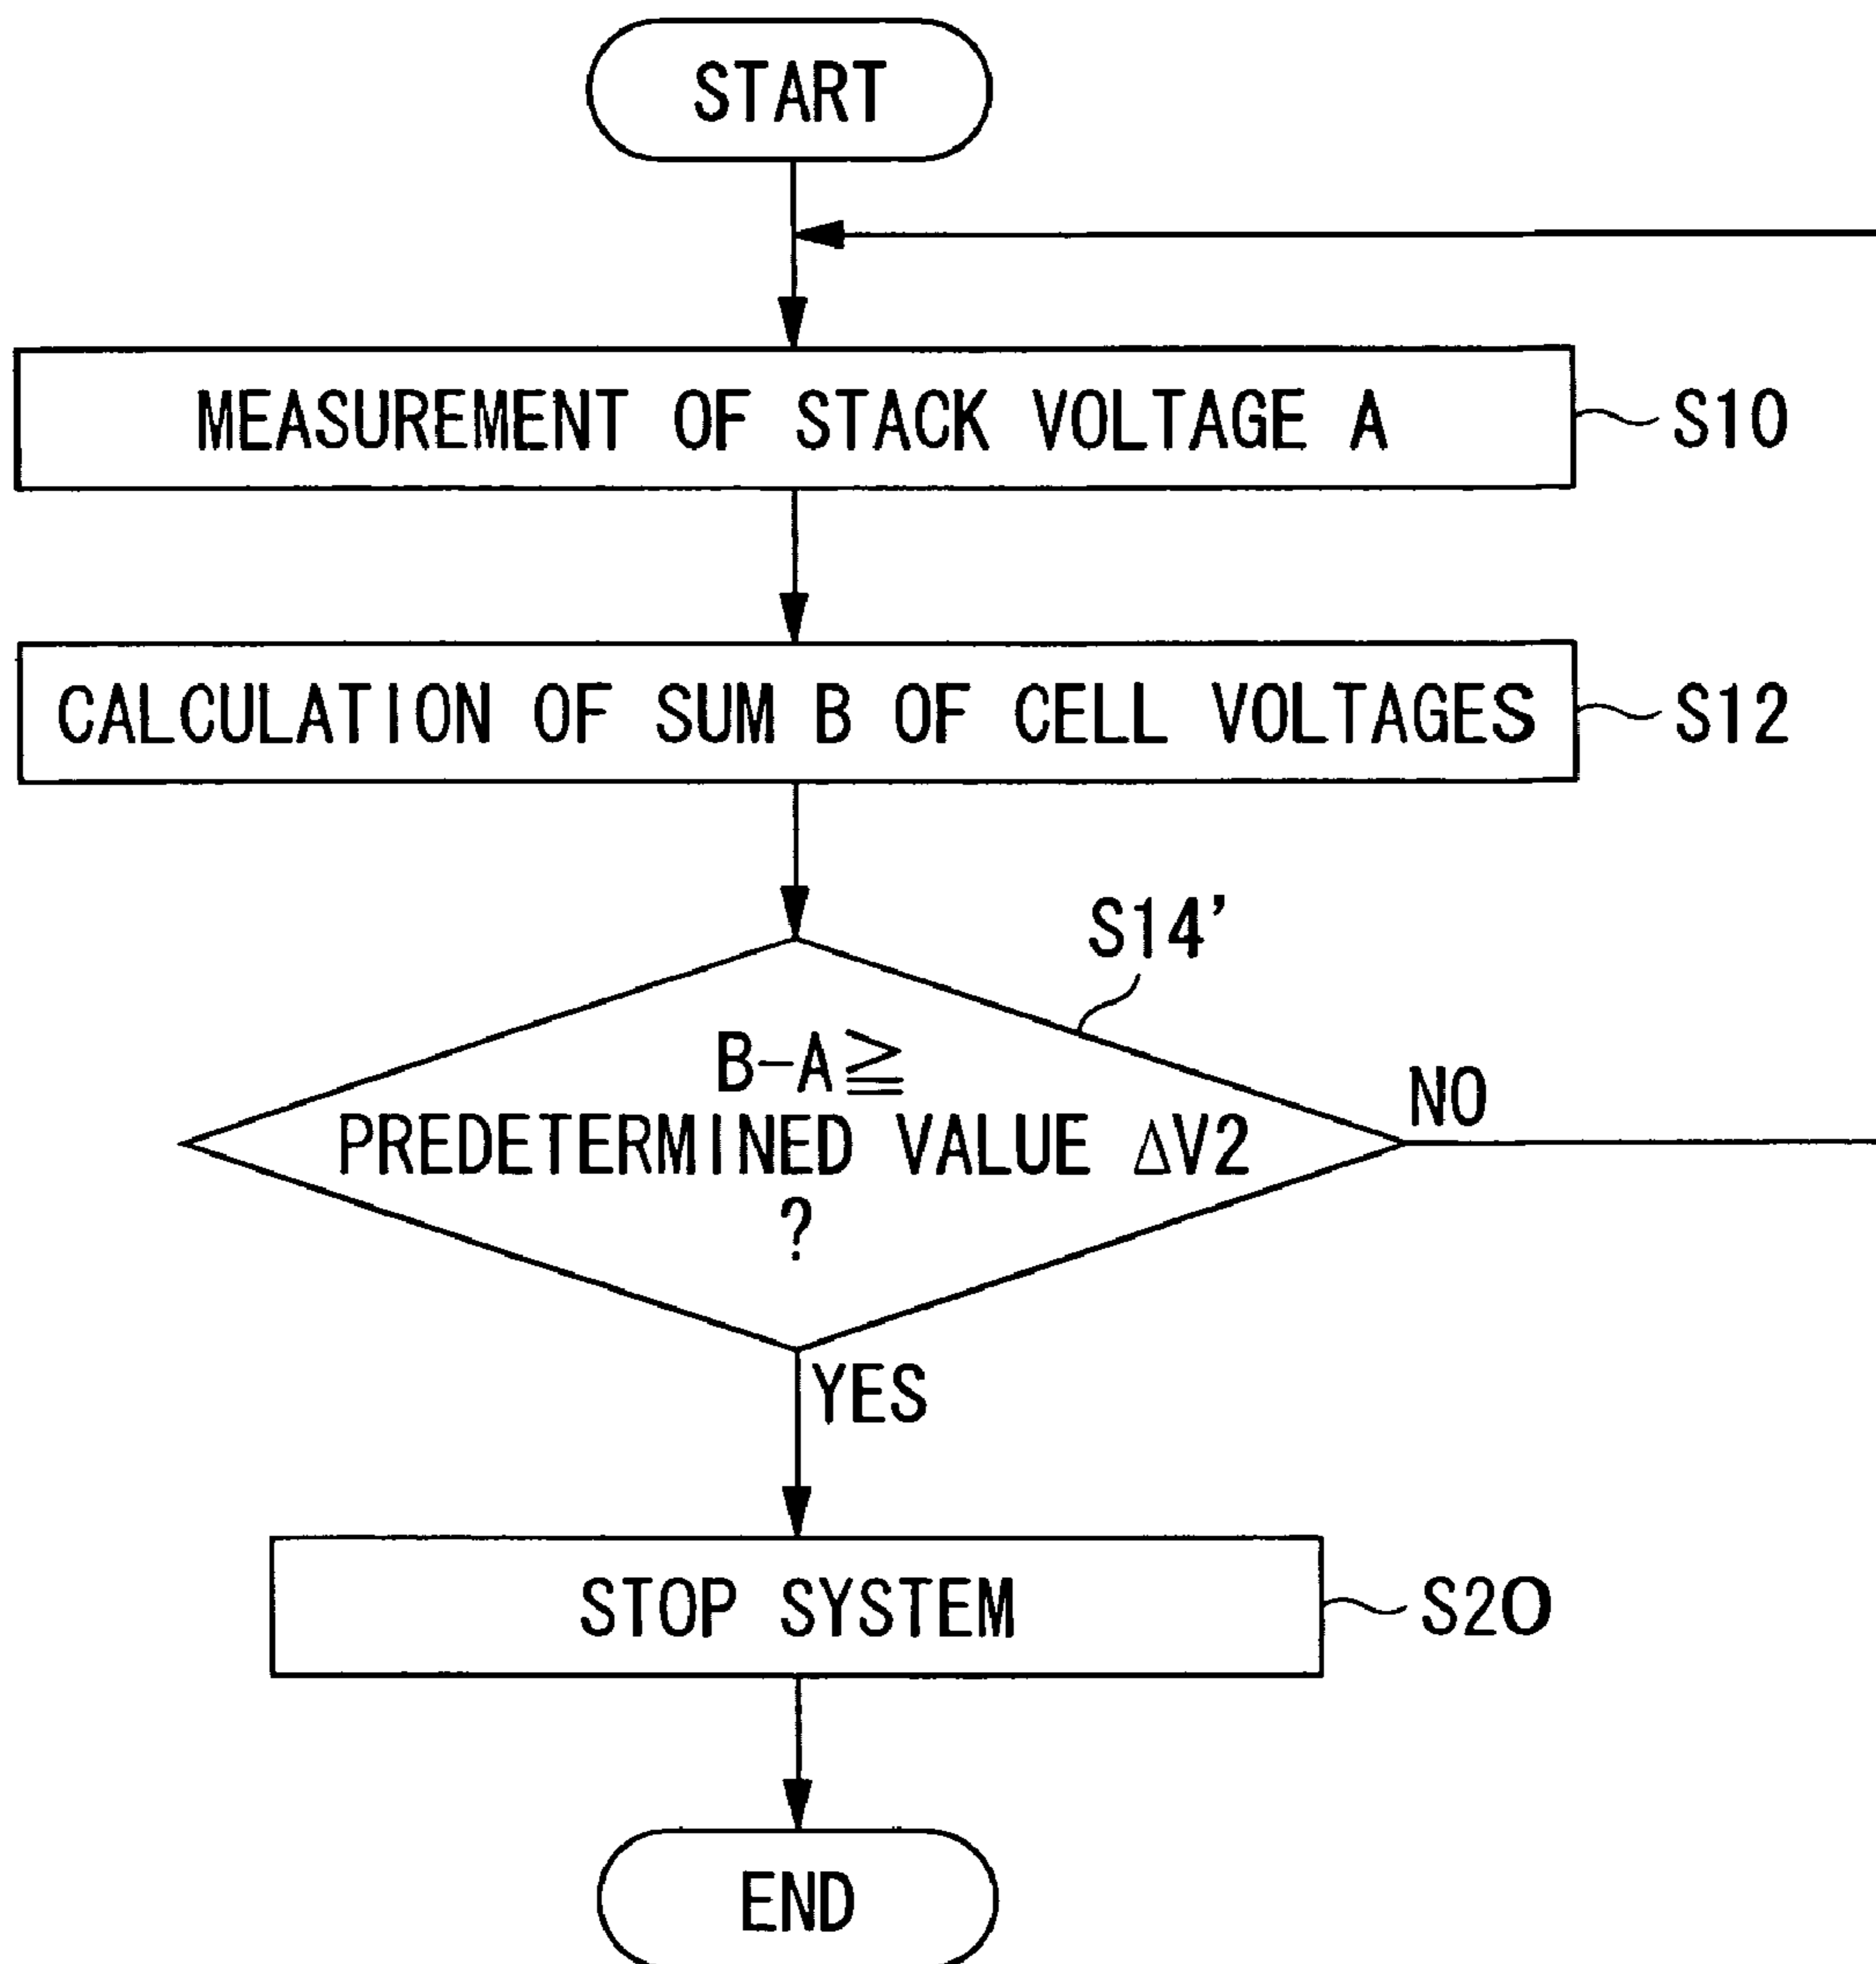 START
MEASUREMENT OF STACK VOLTAGE A
S10
CALCULATION OF SUM B OF CELL VOLTAGES
S12
S14'
B-A≧
PREDETERMINED VALUE ΔV2
?
NO
YES
STOP SYSTEM
S20
END